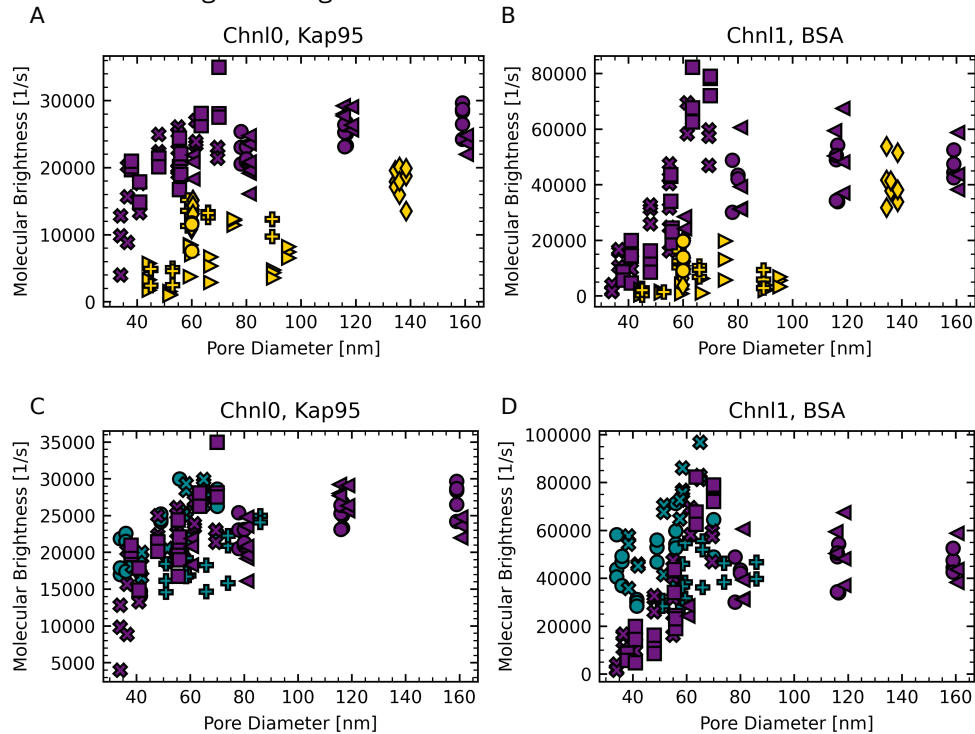 A
B
Chnl0, Kap95
Chnl1, BSA
Molecular Brightness [1/s]
30000
20000
10000
0
40 60 80 100 120 140 160
Pore Diameter [nm]
Molecular Brightness [1/s]
80000
60000
40000
20000
0
40 60 80 100 120 140 160
Pore Diameter [nm]
C
D
Chnl0, Kap95
Chnl1, BSA
Molecular Brightness [1/s]
35000
30000
25000
20000
15000
10000
5000
40 60 80 100 120 140 160
Pore Diameter [nm]
Molecular Brightness [1/s]
100000
80000
60000
40000
20000
0
40 60 80 100 120 140 160
Pore Diameter [nm]